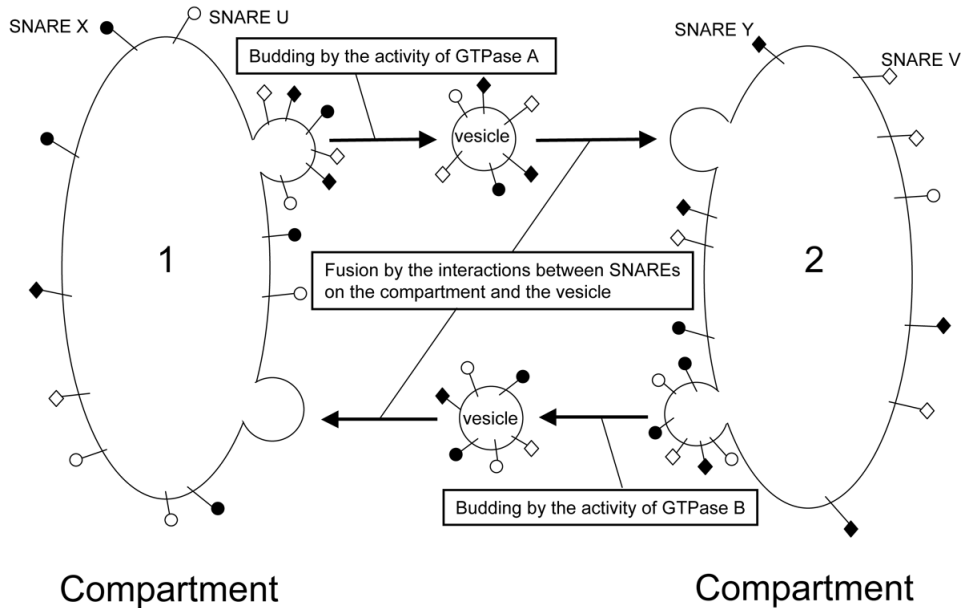 SNARE X
SNARE U
Budding by the activity of GTPase A
SNARE Y
SNARE V
vesicle
1
2
Fusion by the interactions between SNAREs
on the compartment and the vesicle
vesicle
Budding by the activity of GTPase B
Compartment
Compartment